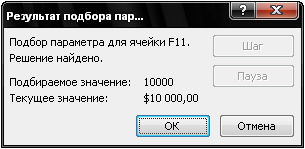 Результат подбора пар...
Подбор параметра для ячейки F11.
Решение найдено.
Шаг
Пауза
Подбираемое значение: 10000
Текущее значение: $10 000,00
ОК
Отмена